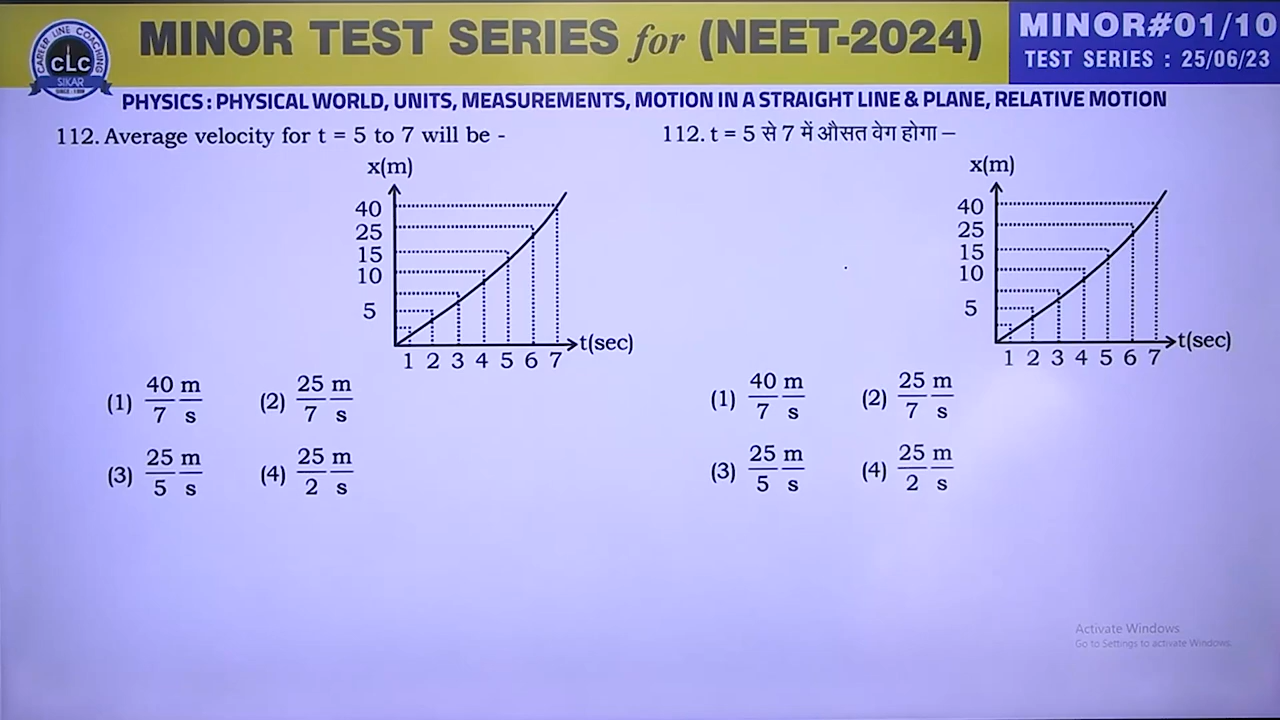 CAREER LINE COACHING
CLC
SIKAR
SINCE : 1996
MINOR TEST SERIES for (NEET-2024)
MINOR#01/10
TEST SERIES : 25/06/23
PHYSICS : PHYSICAL WORLD, UNITS, MEASUREMENTS, MOTION IN A STRAIGHT LINE & PLANE, RELATIVE MOTION
112. Average velocity for t = 5 to 7 will be -
x(m)
40
25
15
10
5
1 2 3 4 5 6 7
t(sec)
(1) 40/7 m/s (2) 25/7 m/s
(3) 25/5 m/s (4) 25/2 m/s
112. t = 5 से 7 में औसत वेग होगा –
x(m)
40
25
15
10
5
1 2 3 4 5 6 7
t(sec)
(1) 40/7 m/s (2) 25/7 m/s
(3) 25/5 m/s (4) 25/2 m/s
Activate Windows
Go to Settings to activate Windows.